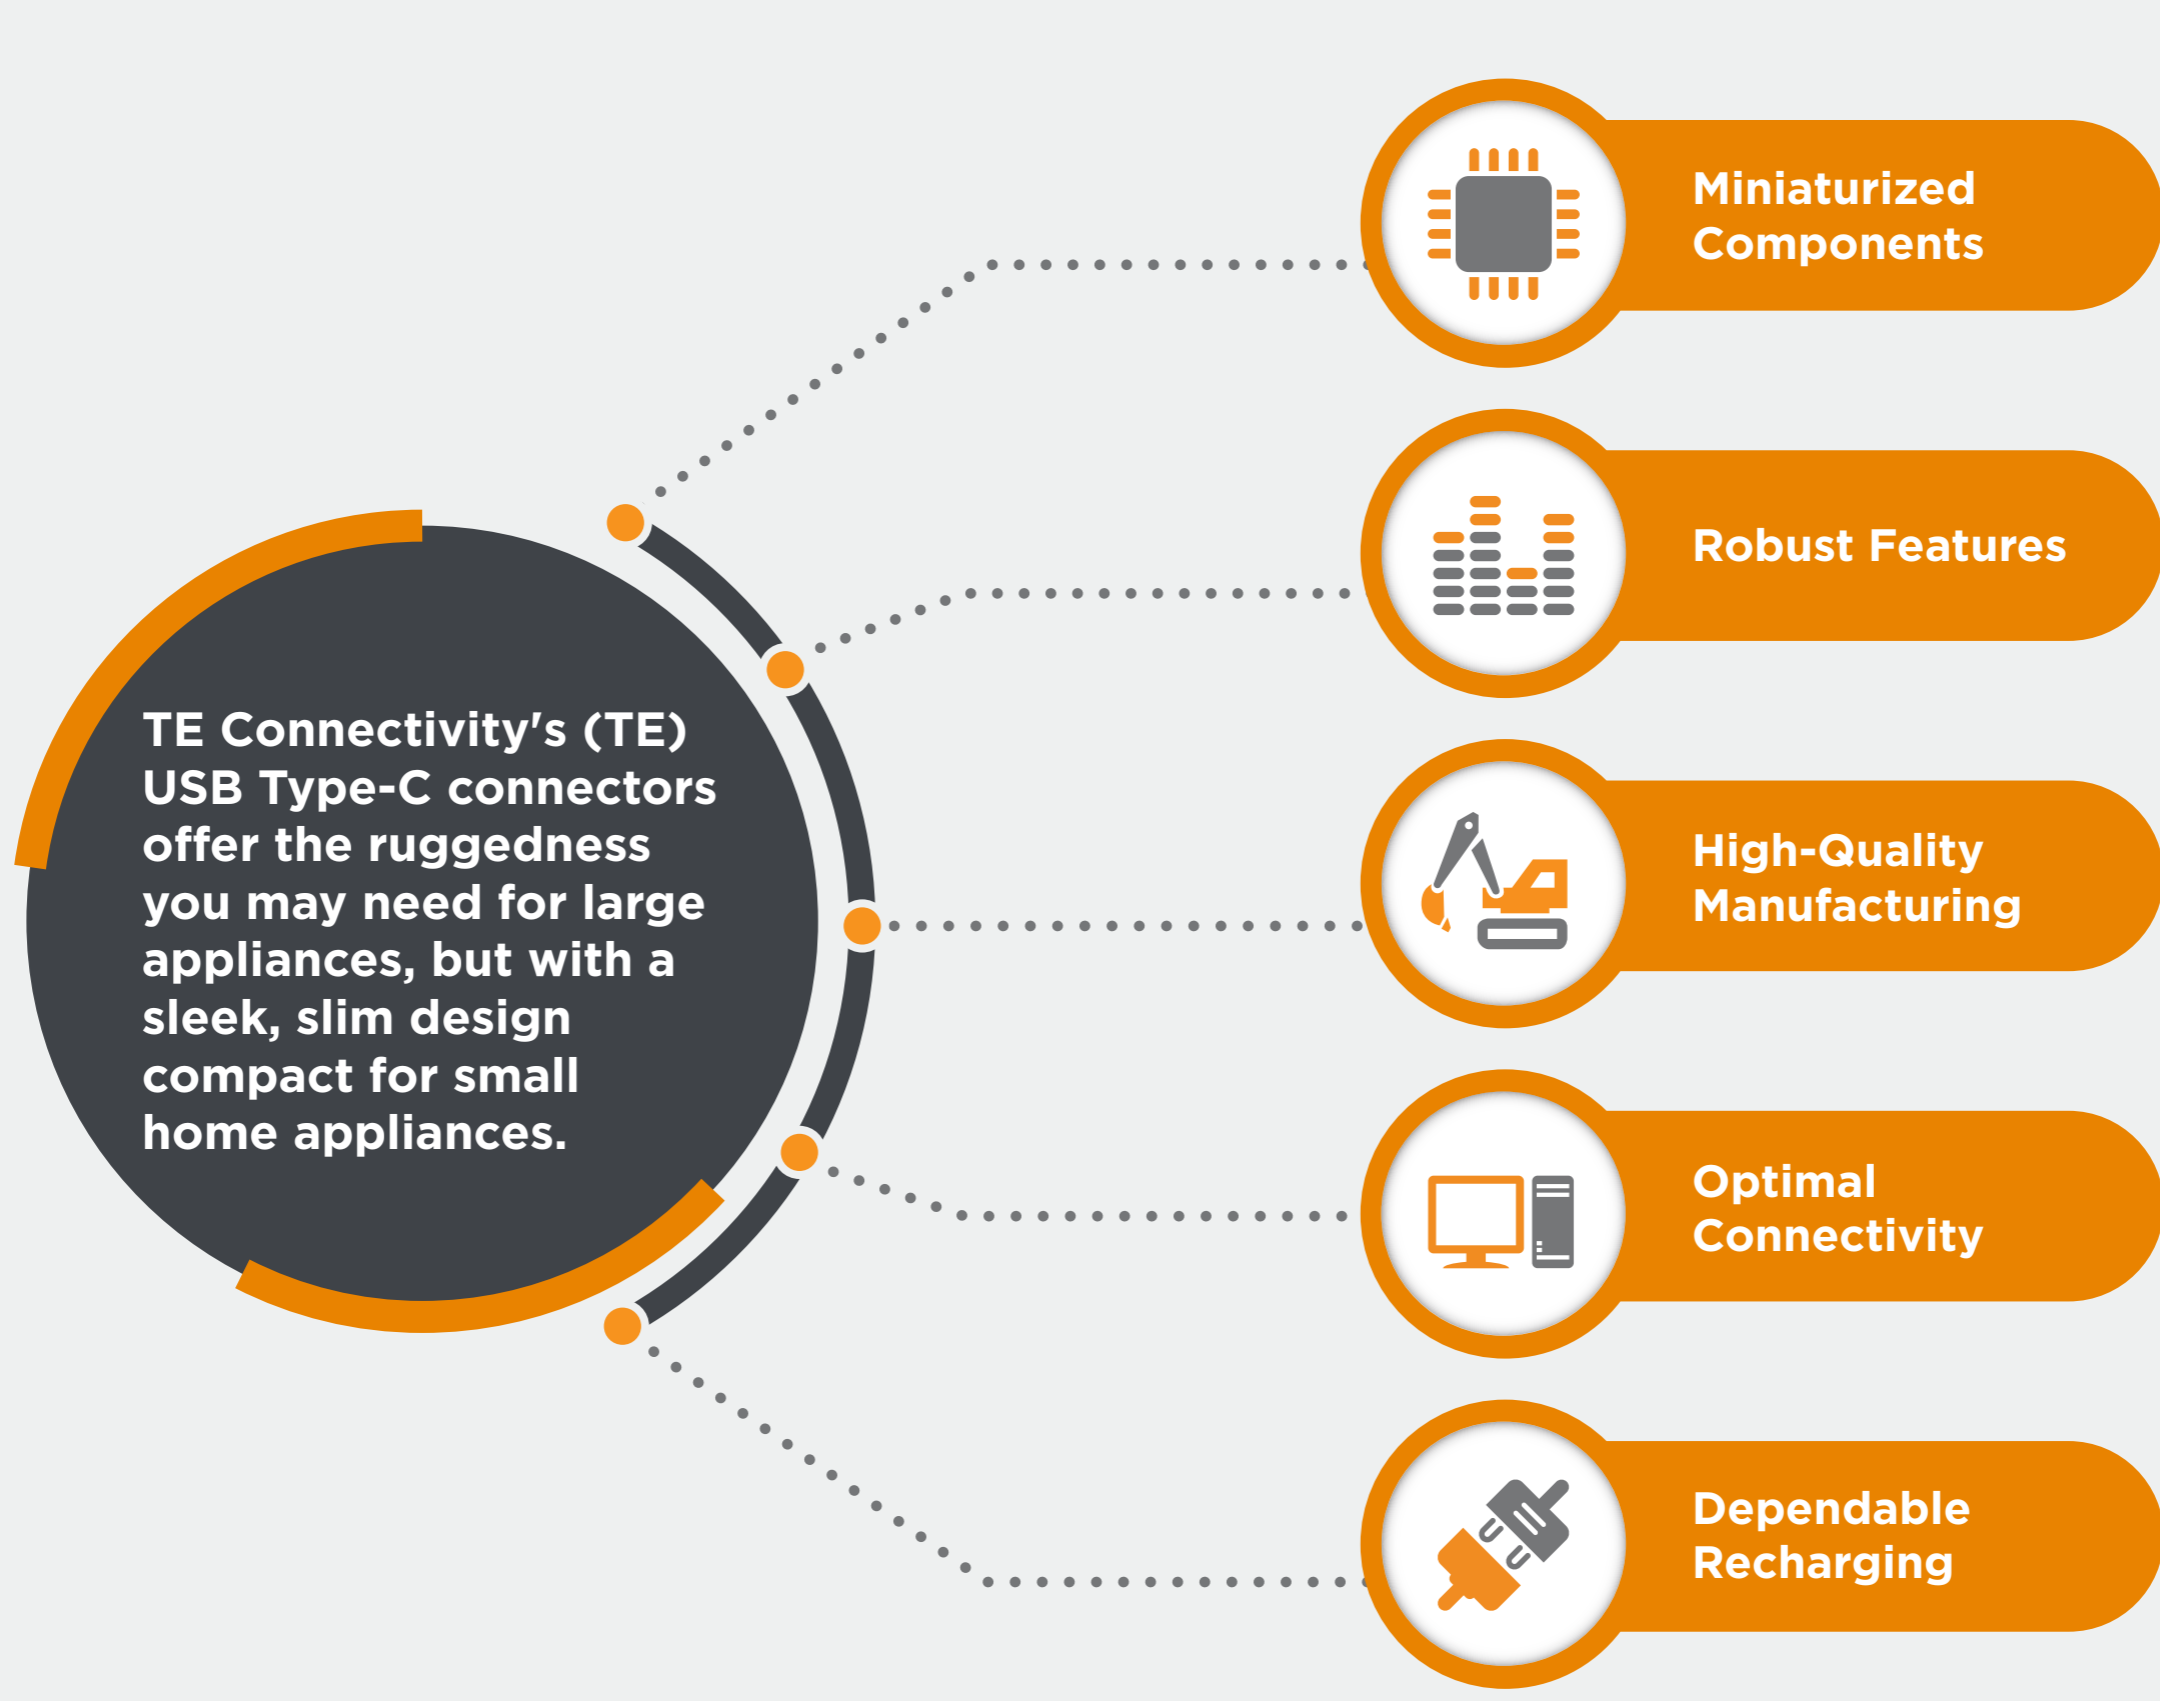 TE Connectivity's (TE)
USB Type-C connectors
offer the ruggedness
you may need for large
appliances, but with a
sleek, slim design
compact for small
home appliances.
Miniaturized
Components
Robust Features
High-Quality
Manufacturing
Optimal
Connectivity
Dependable
Recharging